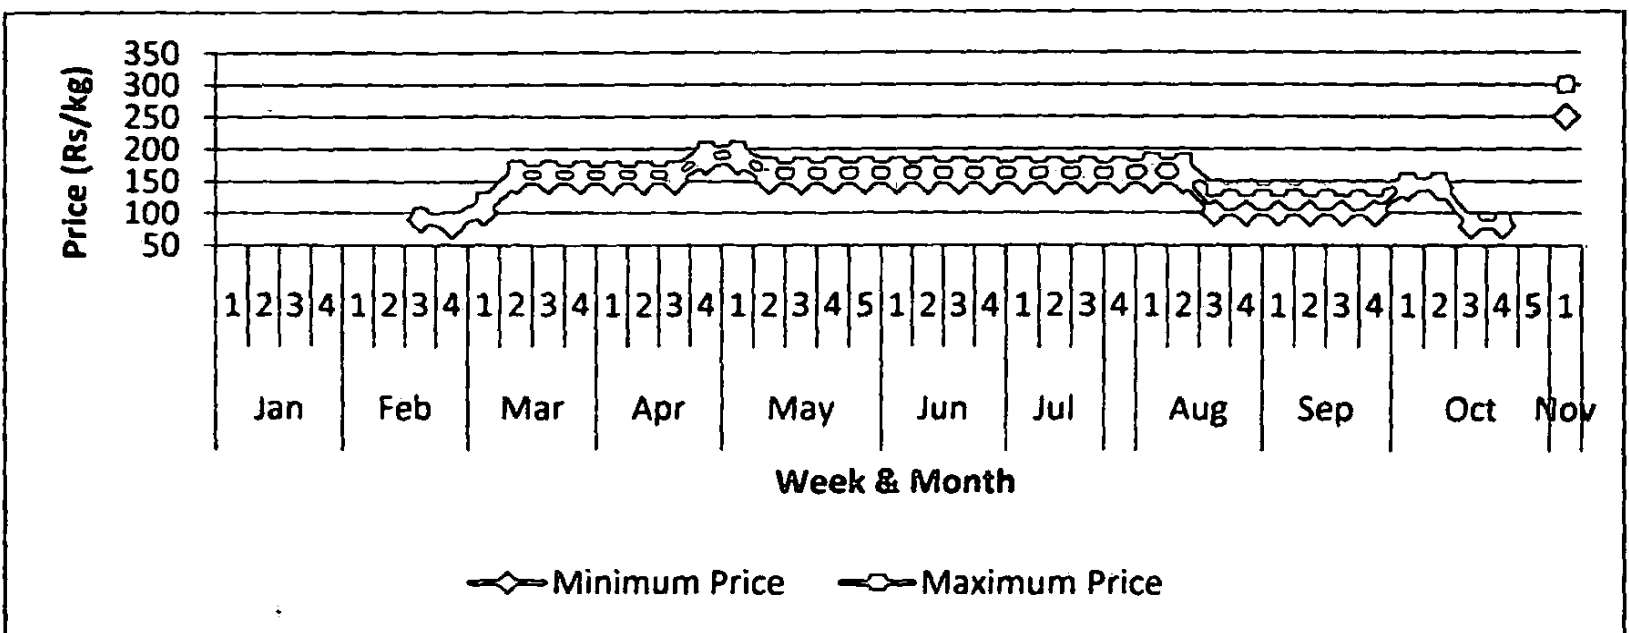 Price (Rs/kg)
350
300
250
200
150
100
50
1 2 3 4 1 2 3 4 1 2 3 4 1 2 3 4 1 2 3 4 5 1 2 3 4 1 2 3 4 1 2 3 4 1 2 3 4 1 2 3 4 5 1
Jan Feb Mar Apr May Jun Jul Aug Sep Oct Nov
Week & Month
Minimum Price Maximum Price